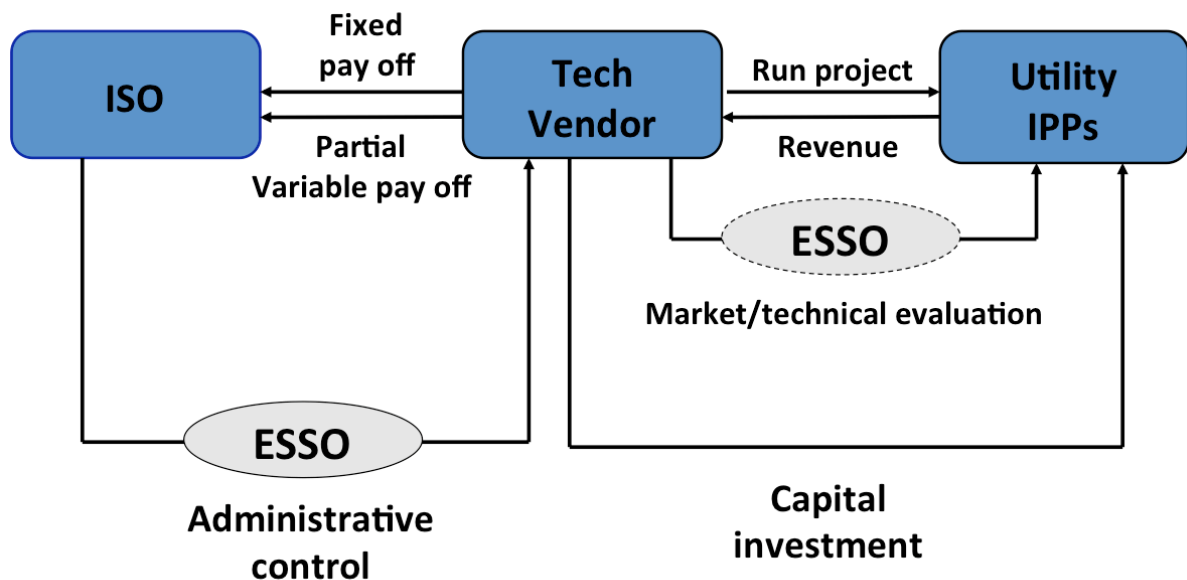 ISO
Fixed
pay off
Partial
Variable pay off
Tech
Vendor
Run project
Revenue
Utility
IPPs
ESSO
Market/technical evaluation
ESSO
Administrative
control
Capital
investment